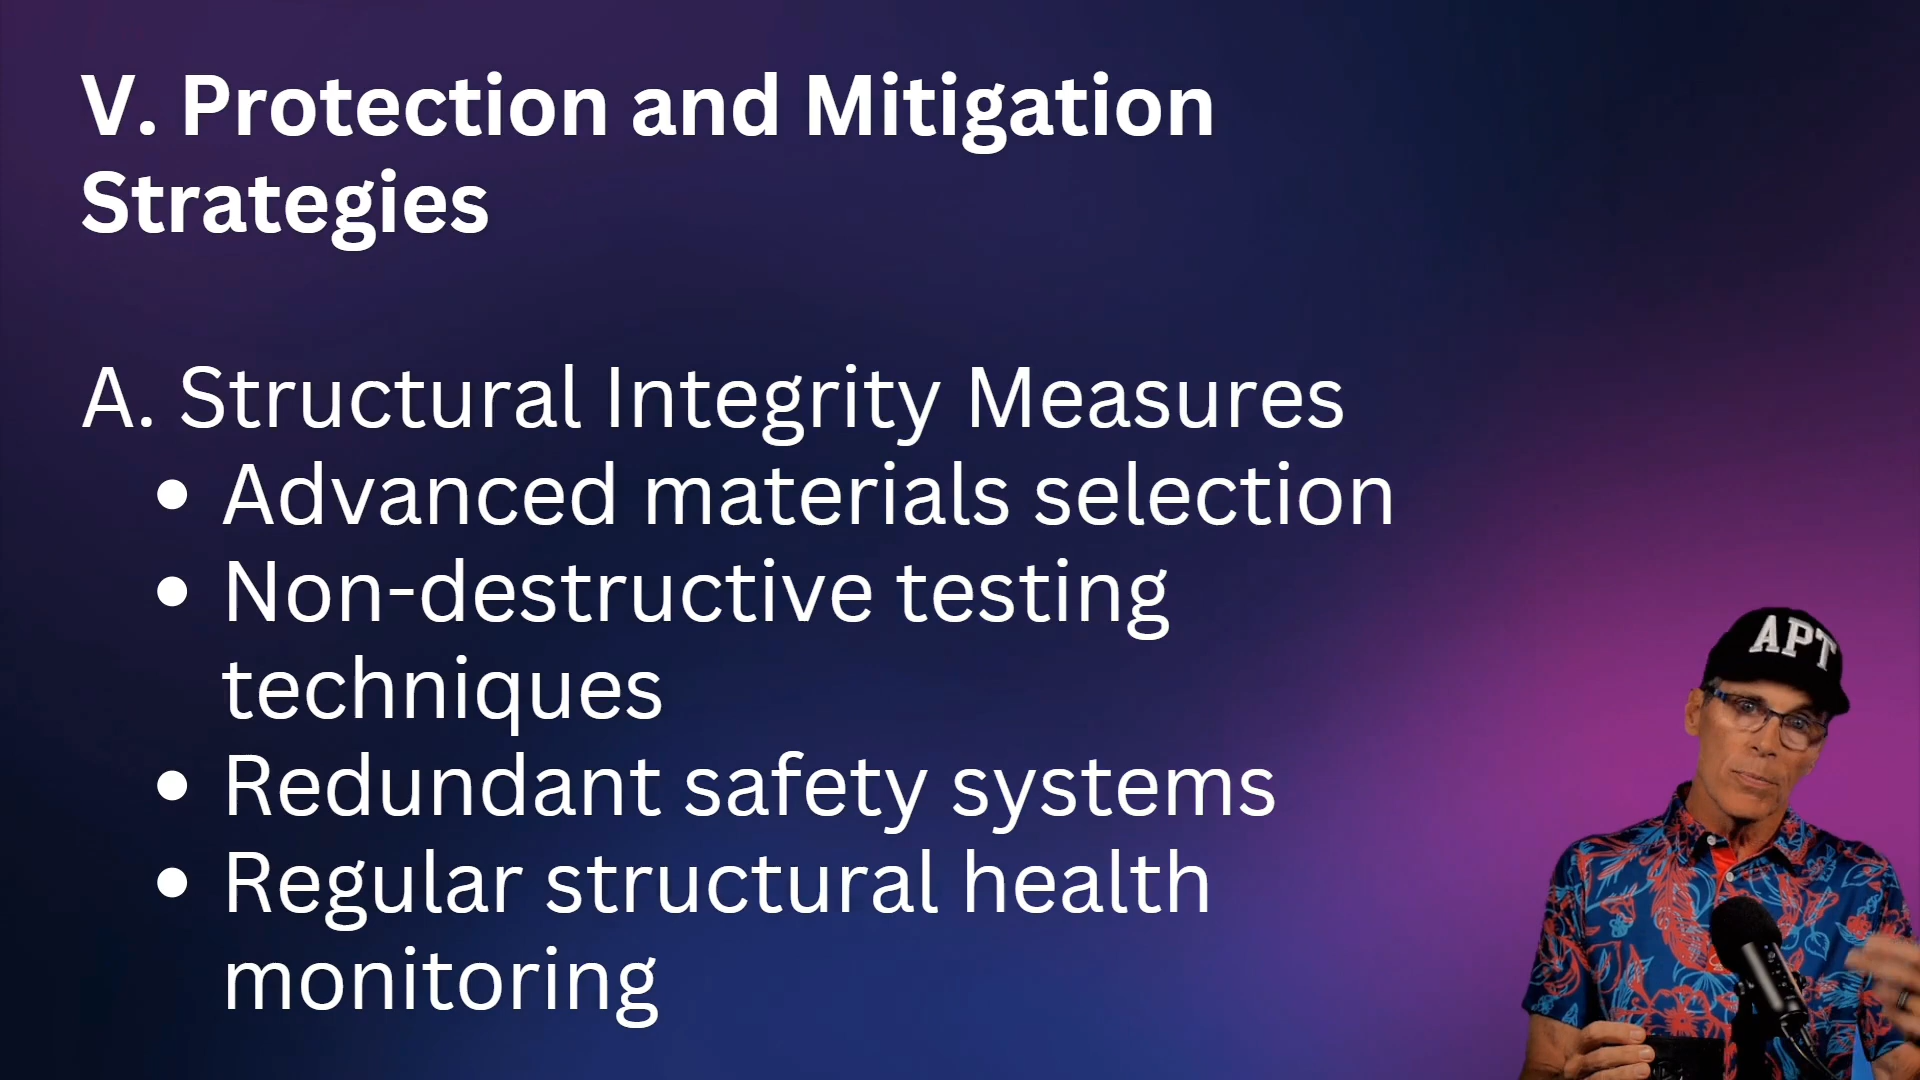 V. Protection and Mitigation
Strategies
A. Structural Integrity Measures
• Advanced materials selection
• Non-destructive testing
techniques
• Redundant safety systems
• Regular structural health
monitoring
APT